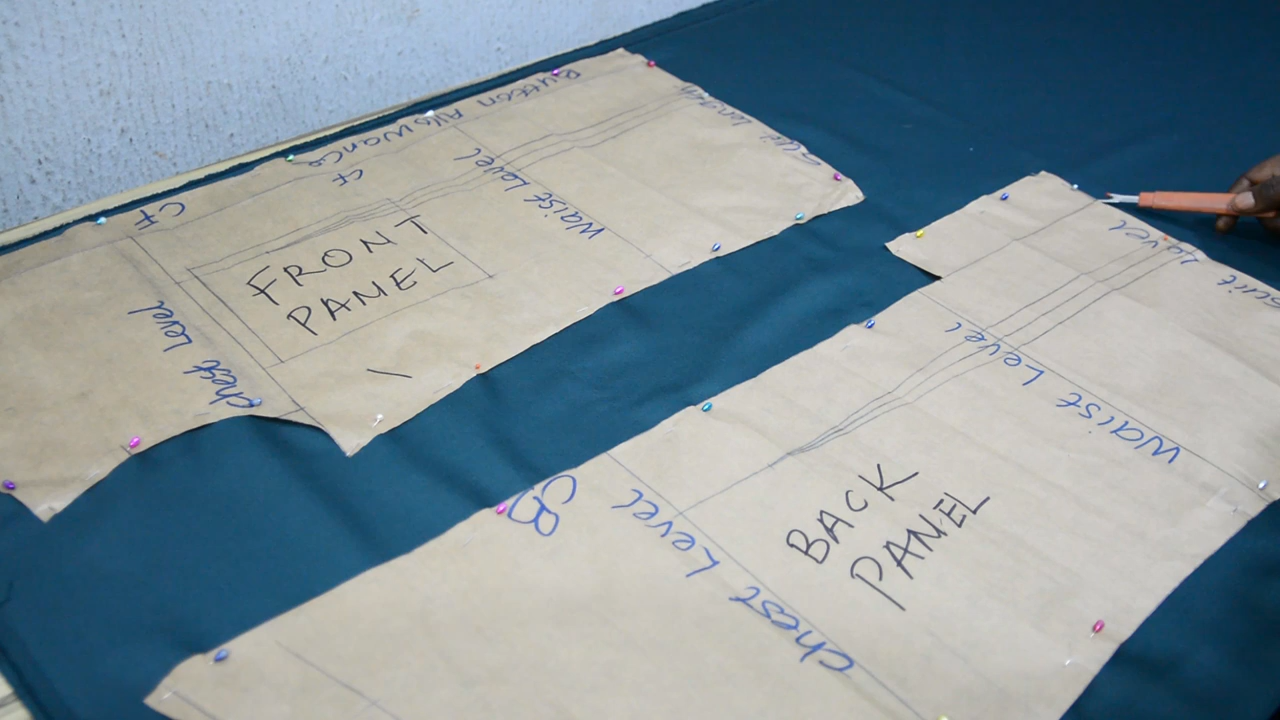 Button Allowance
CF
CF
Suit Length
Waist Level
FRONT
PANEL
Chest Level
Suit Level
Waist Level
BACK
PANEL
CB
Chest Level